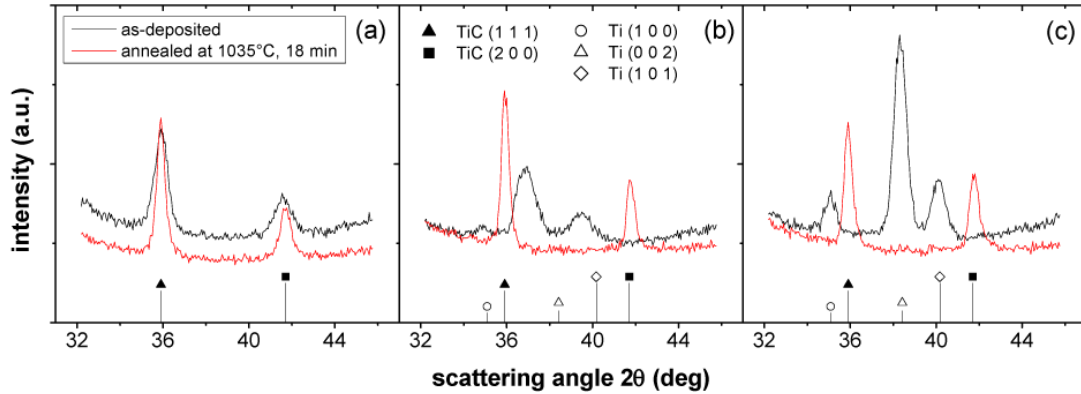 as-deposited
annealed at 1035°C, 18 min
(a)
TiC (1 1 1)
TiC (2 0 0)
Ti (1 0 0)
Ti (0 0 2)
Ti (1 0 1)
(b)
(c)
intensity (a.u.)
32 36 40 44 32 36 40 44 32 36 40 44
scattering angle 2θ (deg)